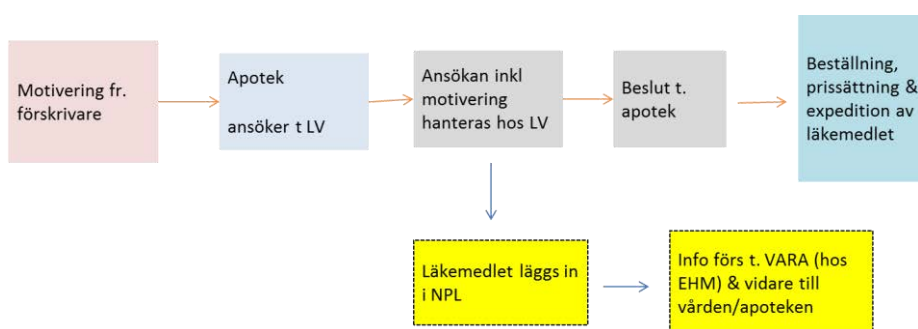 Motivering fr.
förskrivare
Apotek
ansöker t LV
Ansökan inkl
motivering
hanteras hos LV
Beslut t.
apotek
Beställning,
prissättning &
expedition av
läkemedlet
Läkemedlet läggs in
i NPL
Info förs t. VARA (hos
EHM) & vidare till
vården/apoteken